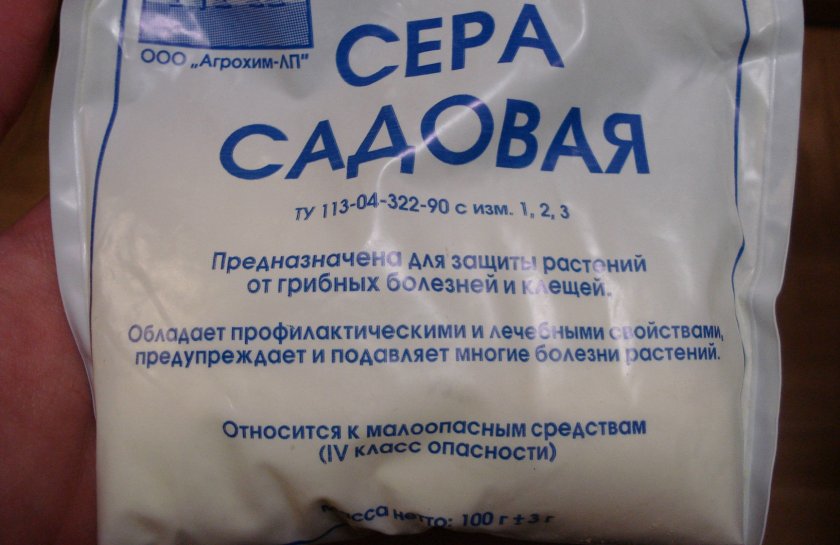 ООО „Агрохим-ЛП"
СЕРА
САДОВАЯ
ТУ 113-04-322-90 с изм. 1, 2, 3
Предназначена для защиты растений
от грибных болезней и клещей.
Обладает профилактическими и лечебными свойствами,
предупреждает и подавляет многие болезни растений.
Относится к малоопасным средствам
(IV класс опасности)
Масса нетто: 100 г ± 3 г